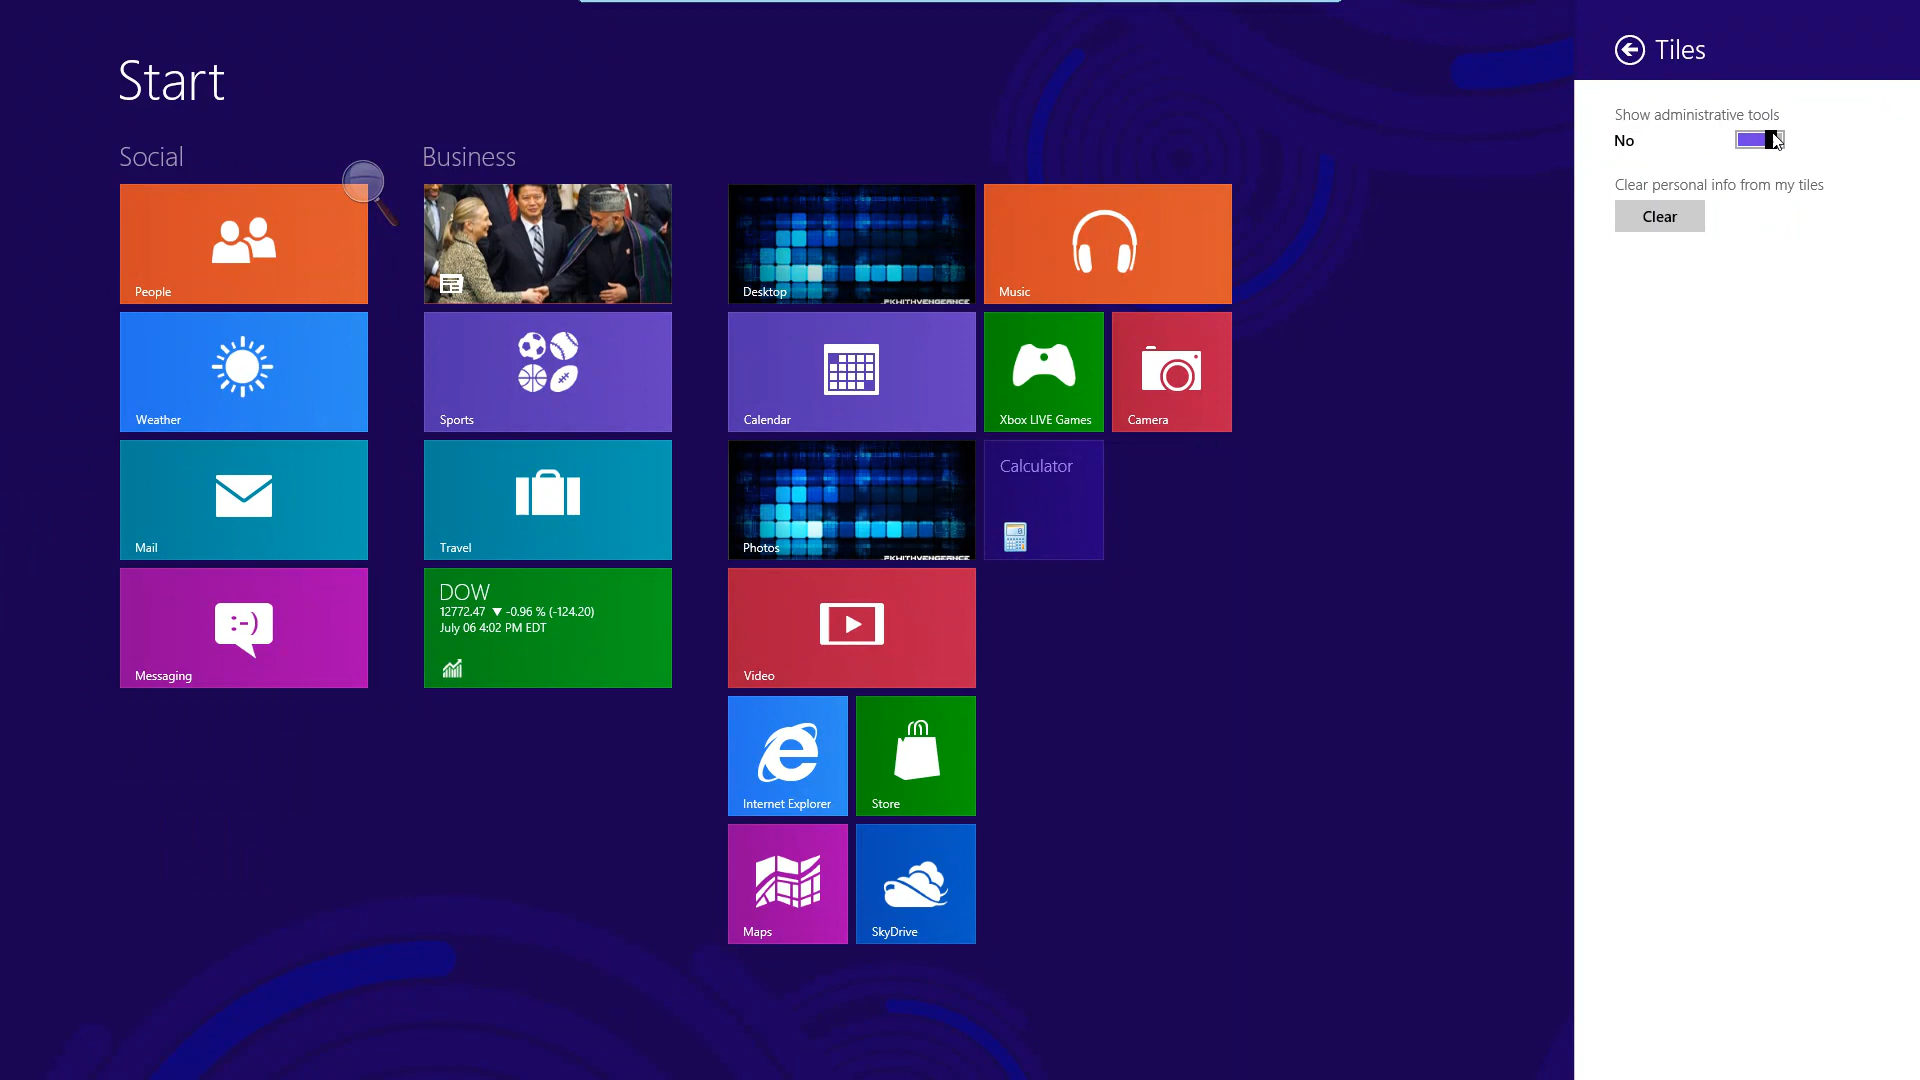 Start
Tiles
Show administrative tools
No
Clear personal info from my tiles
Clear
Social
Business
People
Weather
Mail
Messaging
Sports
Travel
DOW
12772.47 ▼ -0.96 % (-124.20)
July 06 4:02 PM EDT
Desktop
PKHITHVENGEANCE
Music
Calendar
Xbox LIVE Games
Camera
Photos
PKHITHVENGEANCE
Calculator
Video
Internet Explorer
Store
Maps
SkyDrive